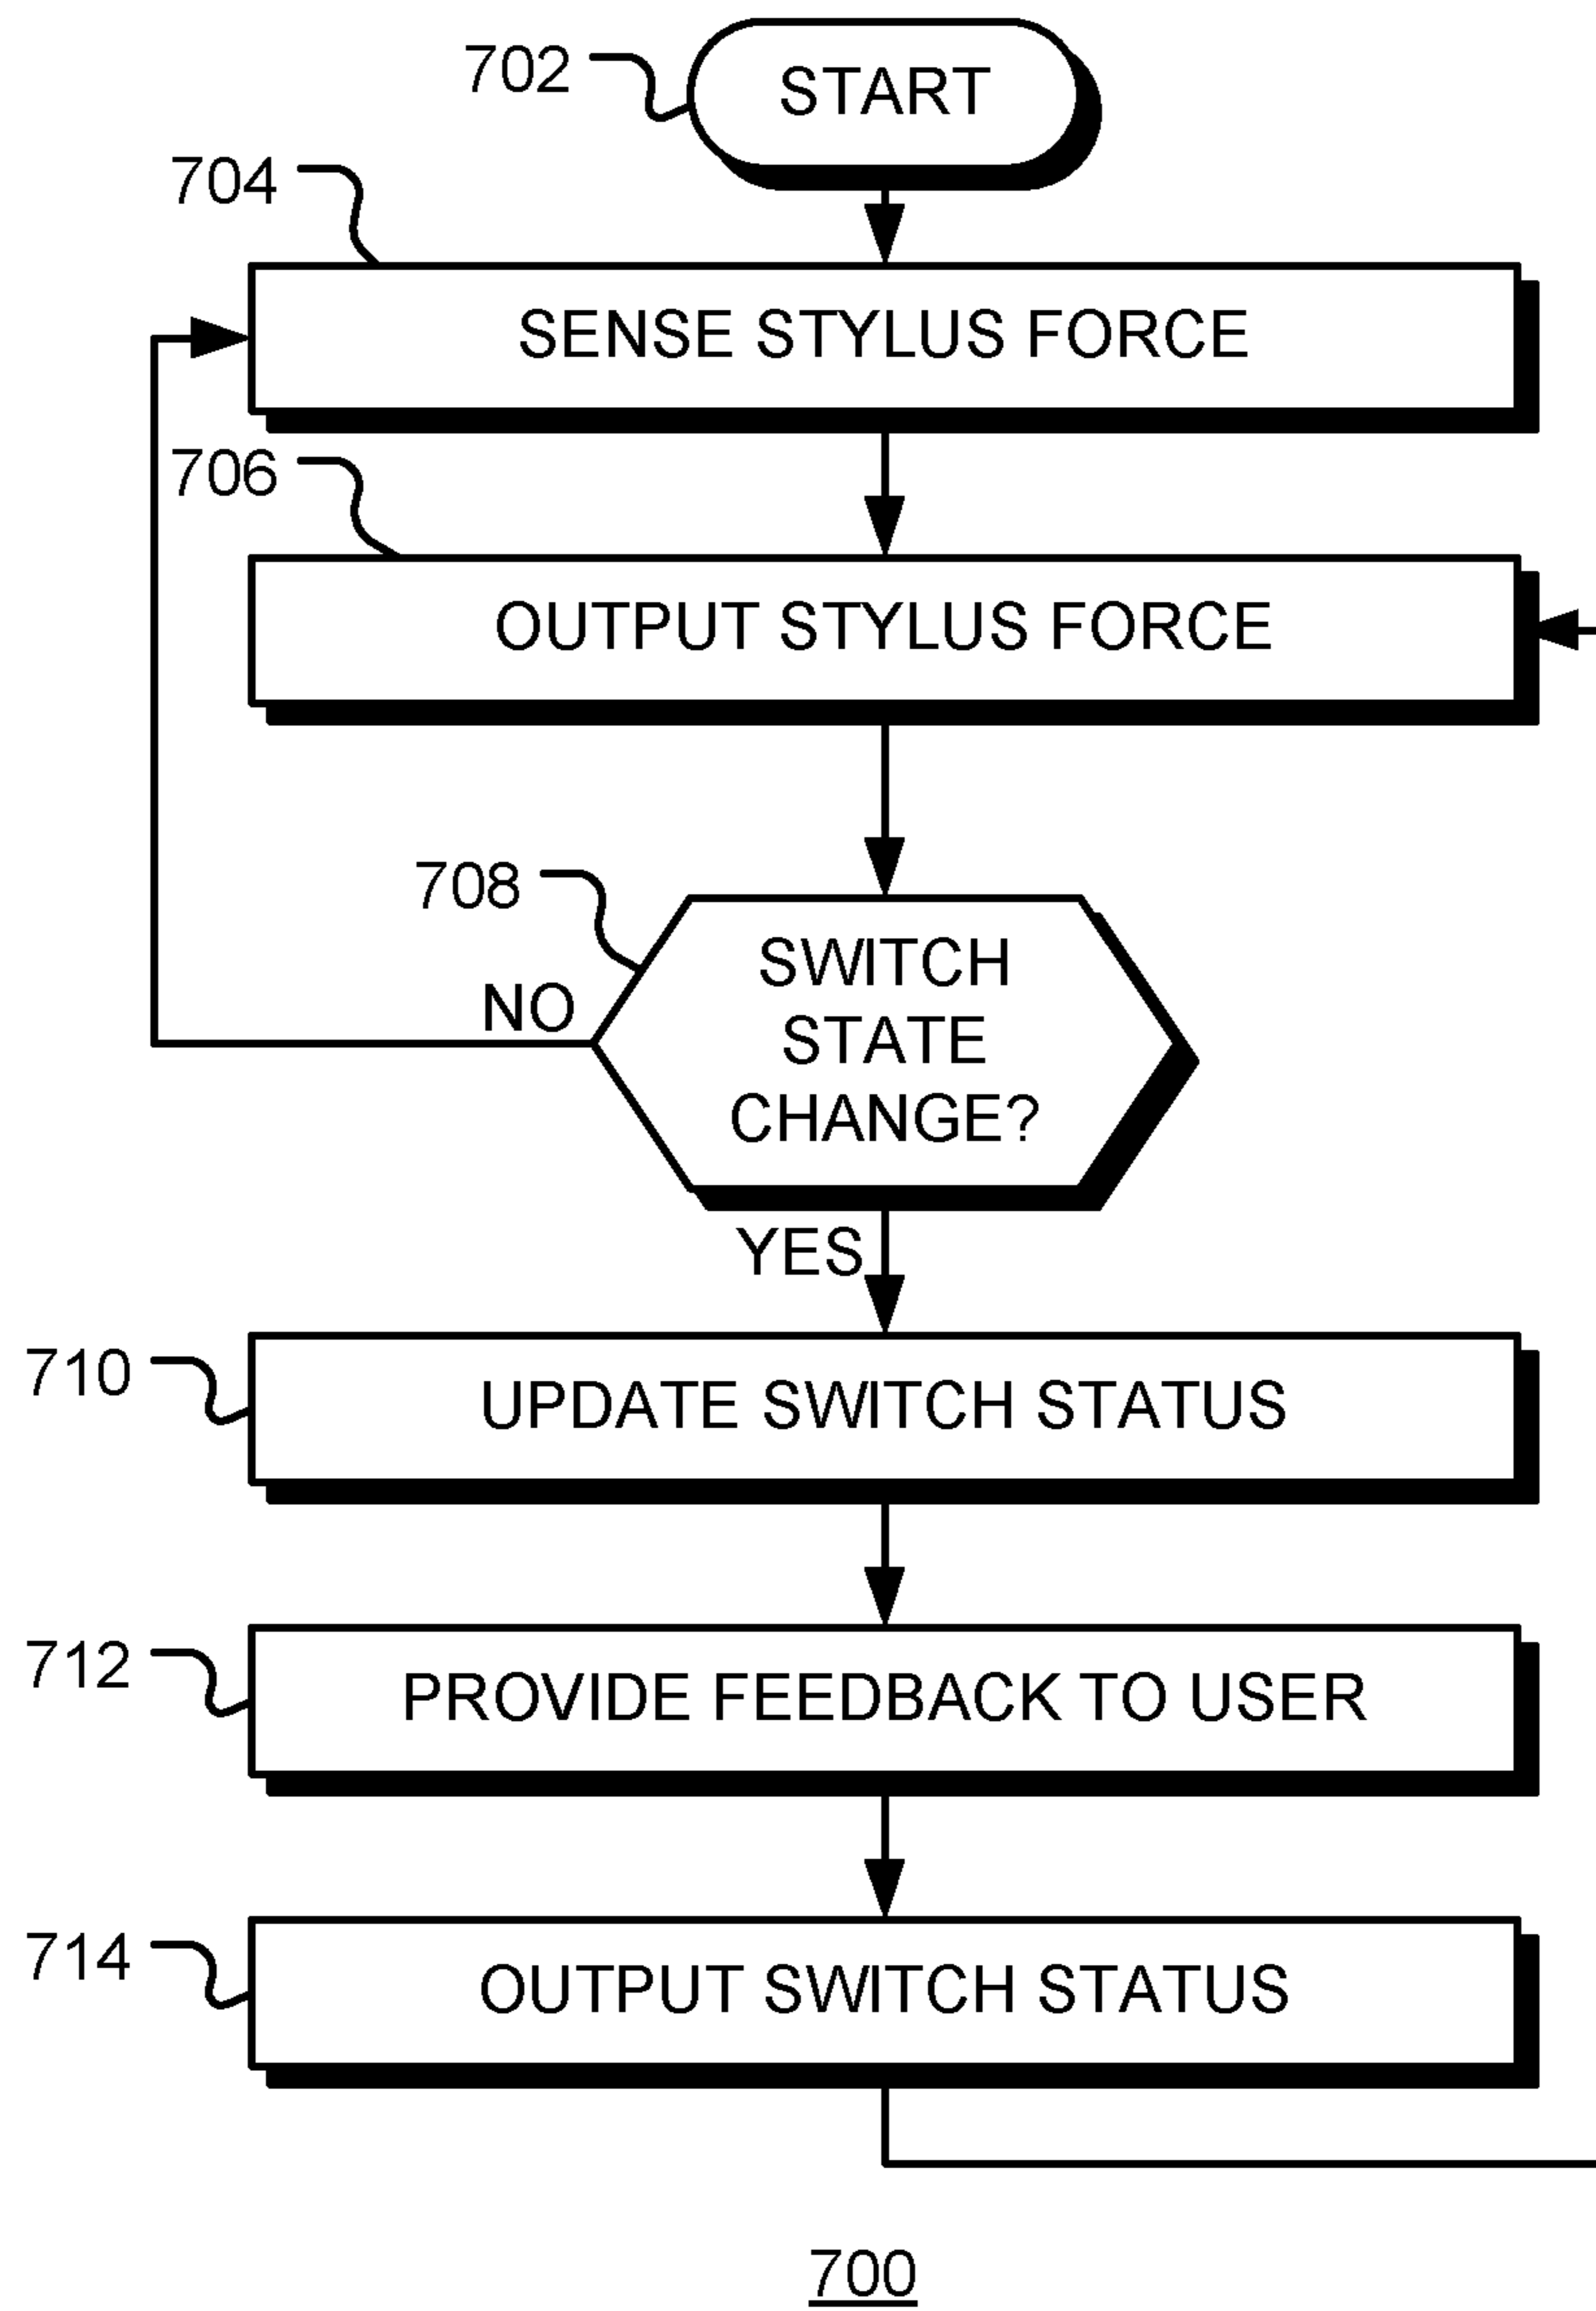 702
START
704
SENSE STYLUS FORCE
706
OUTPUT STYLUS FORCE
708
SWITCH
STATE
CHANGE?
NO
YES
710
UPDATE SWITCH STATUS
712
PROVIDE FEEDBACK TO USER
714
OUTPUT SWITCH STATUS
700